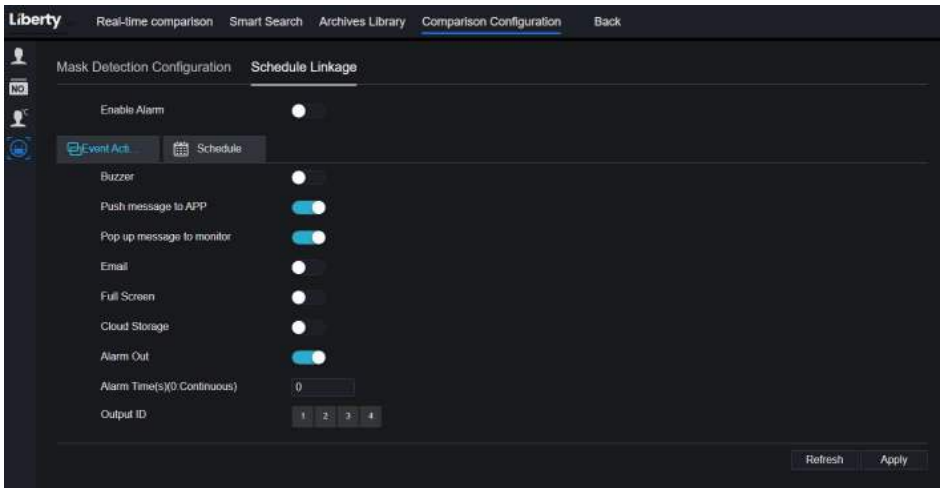 Liberty Real-time comparison Smart Search Archives Library Comparison Configuration Back
Mask Detection Configuration Schedule Linkage
NO
Enable Alarm
°C
Event Acti... Schedule
Buzzer
Push message to APP
Pop up message to monitor
Email
Full Screen
Cloud Storage
Alarm Out
Alarm Time(s)(0:Continuous) 0
Output ID 1 2 3 4
Refresh Apply